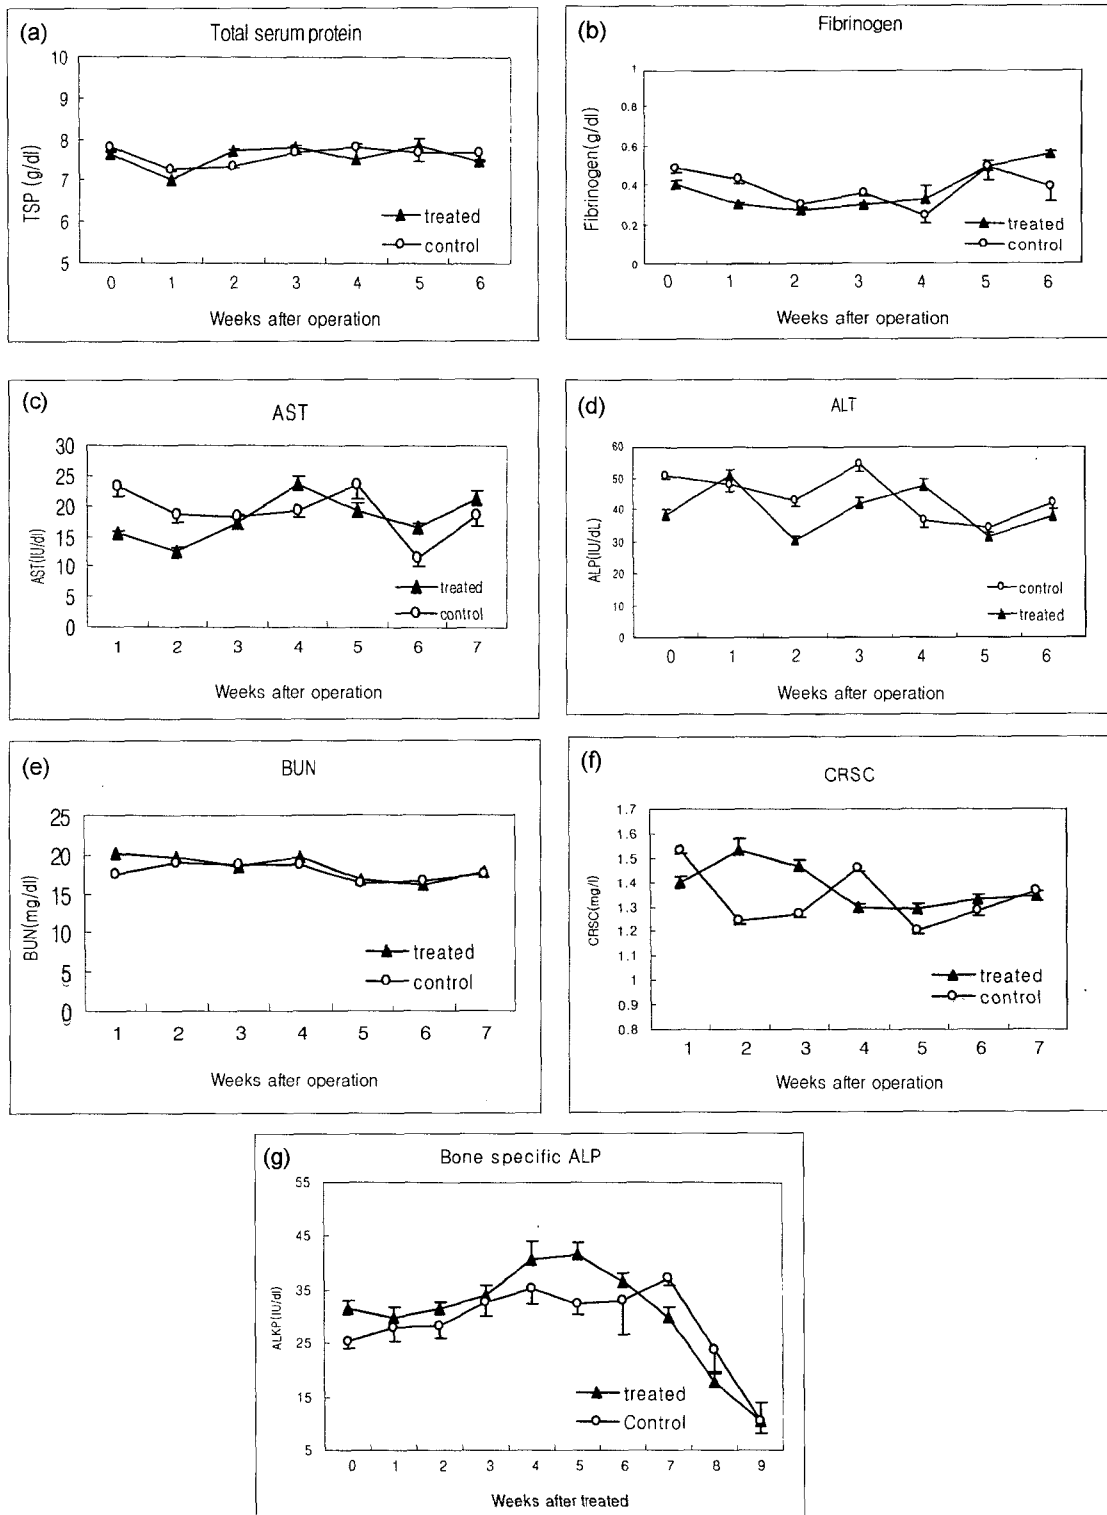 (a)
Total serum protein
TSP (g/dl)
10
9
8
7
6
5
treated
control
0 1 2 3 4 5 6
Weeks after operation
(b)
Fibrinogen
Fibrinogen(g/dl)
1
0.8
0.6
0.4
0.2
0
treated
control
0 1 2 3 4 5 6
Weeks after operation
(c)
AST
AST(IU/dl)
30
25
20
15
10
5
0
treated
control
1 2 3 4 5 6 7
Weeks after operation
(d)
ALT
ALP(IU/dL)
60
50
40
30
20
10
0
control
treated
0 1 2 3 4 5 6
Weeks after operation
(e)
BUN
BUN(mg/dl)
25
20
15
10
5
0
treated
control
1 2 3 4 5 6 7
Weeks after operation
(f)
CRSC
CRSC(mg/l)
1.7
1.6
1.5
1.4
1.3
1.2
1.1
1
0.9
0.8
treated
control
1 2 3 4 5 6 7
Weeks after operation
(g)
Bone specific ALP
ALKP(IU/dl)
55
45
35
25
15
5
treated
Control
0 1 2 3 4 5 6 7 8 9
Weeks after treated